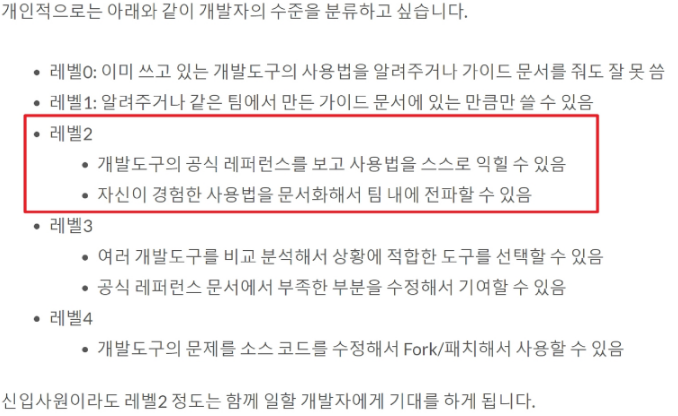 개인적으로는 아래와 같이 개발자의 수준을 분류하고 싶습니다.
• 레벨0: 이미 쓰고 있는 개발도구의 사용법을 알려주거나 가이드 문서를 줘도 잘 못 씀
• 레벨1: 알려주거나 같은 팀에서 만든 가이드 문서에 있는 만큼만 쓸 수 있음
• 레벨2
• 개발도구의 공식 레퍼런스를 보고 사용법을 스스로 익힐 수 있음
• 자신이 경험한 사용법을 문서화해서 팀 내에 전파할 수 있음
• 레벨3
• 여러 개발도구를 비교 분석해서 상황에 적합한 도구를 선택할 수 있음
• 공식 레퍼런스 문서에서 부족한 부분을 수정해서 기여할 수 있음
• 레벨4
• 개발도구의 문제를 소스 코드를 수정해서 Fork/패치해서 사용할 수 있음
신입사원이라도 레벨2 정도는 함께 일할 개발자에게 기대를 하게 됩니다.